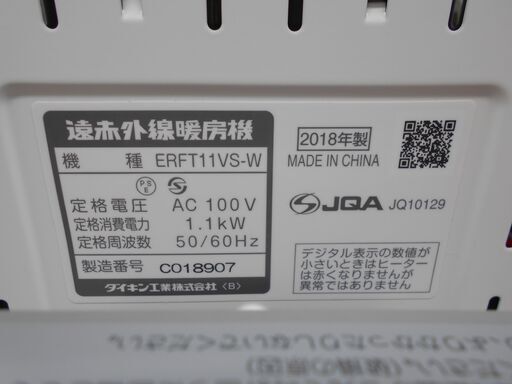 遠赤外線暖房機
機 種 ERFT11VS-W
PS
E
定格電圧 AC 100V
定格消費電力 1.1kW
定格周波数 50/60Hz
製造番号 C018907
ダイキン工業株式会社 〈B〉
2018年製
MADE IN CHINA
JQA JQ10129
デジタル表示の数値が
小さいときはヒーターは
赤くなりませんが
異常ではありません